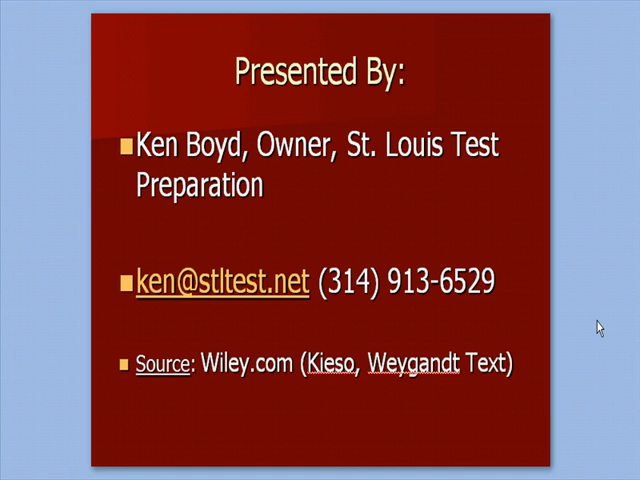 Presented By:
Ken Boyd, Owner, St. Louis Test
Preparation
ken@stltest.net (314) 913-6529
Source: Wiley.com (Kieso, Weygandt Text)